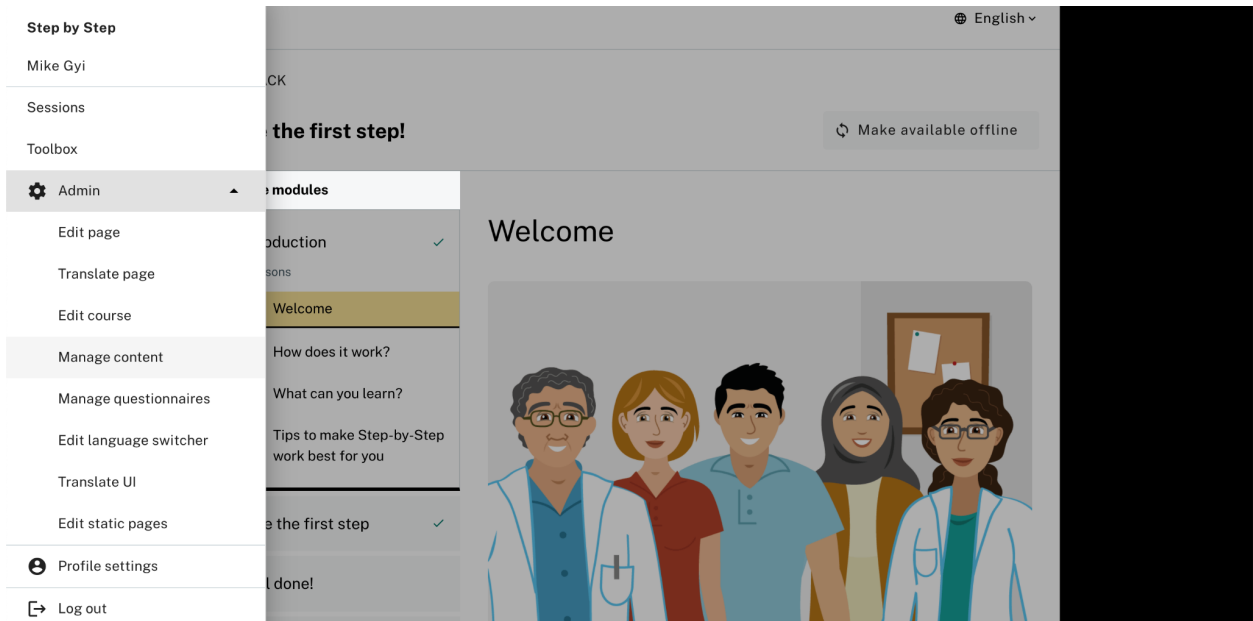 Step by Step
Mike Gyi
Sessions
Toolbox
Admin
Edit page
Translate page
Edit course
Manage content
Manage questionnaires
Edit language switcher
Translate UI
Edit static pages
Profile settings
Log out
English
CK
the first step!
Make available offline
modules
oduction
sons
Welcome
How does it work?
What can you learn?
Tips to make Step-by-Step
work best for you
e the first step
l done!
Welcome